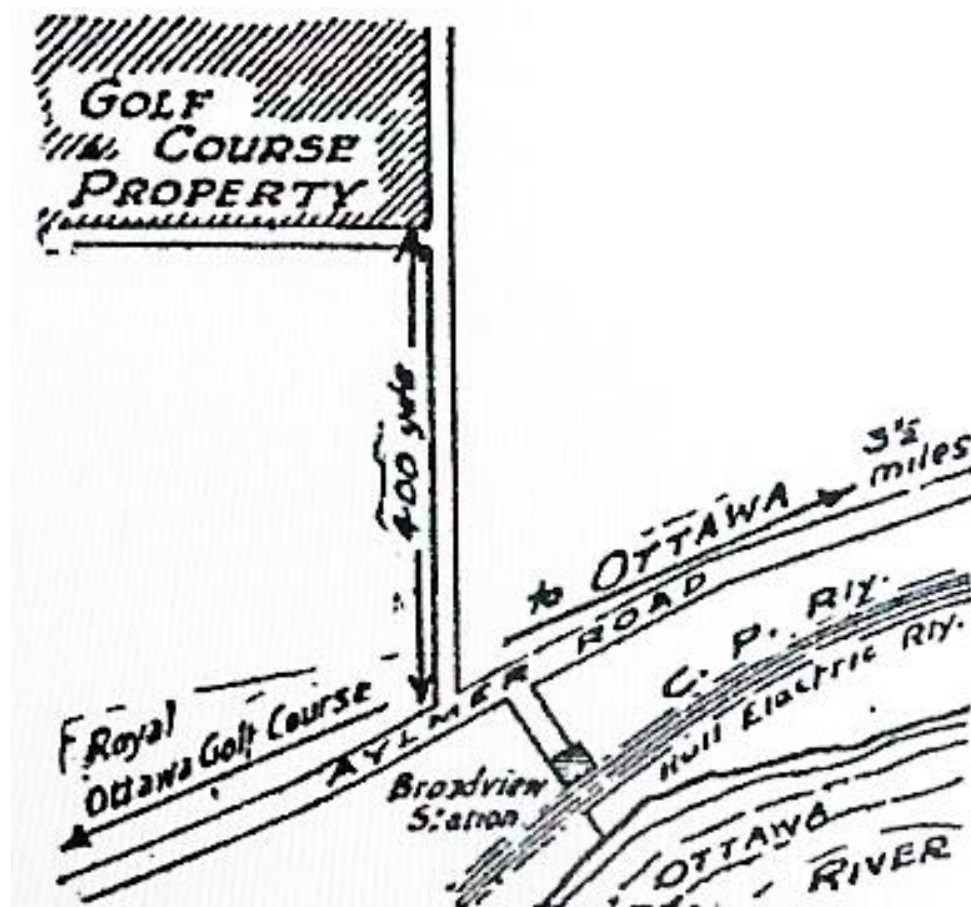 GOLF
COURSE
PROPERTY
400 yds
3½
miles
to OTTAWA
AYLMER ROAD
C. P. Rly.
Hull Electric Rly.
Royal
Ottawa Golf Course
Broadview
Station
OTTAWA
RIVER